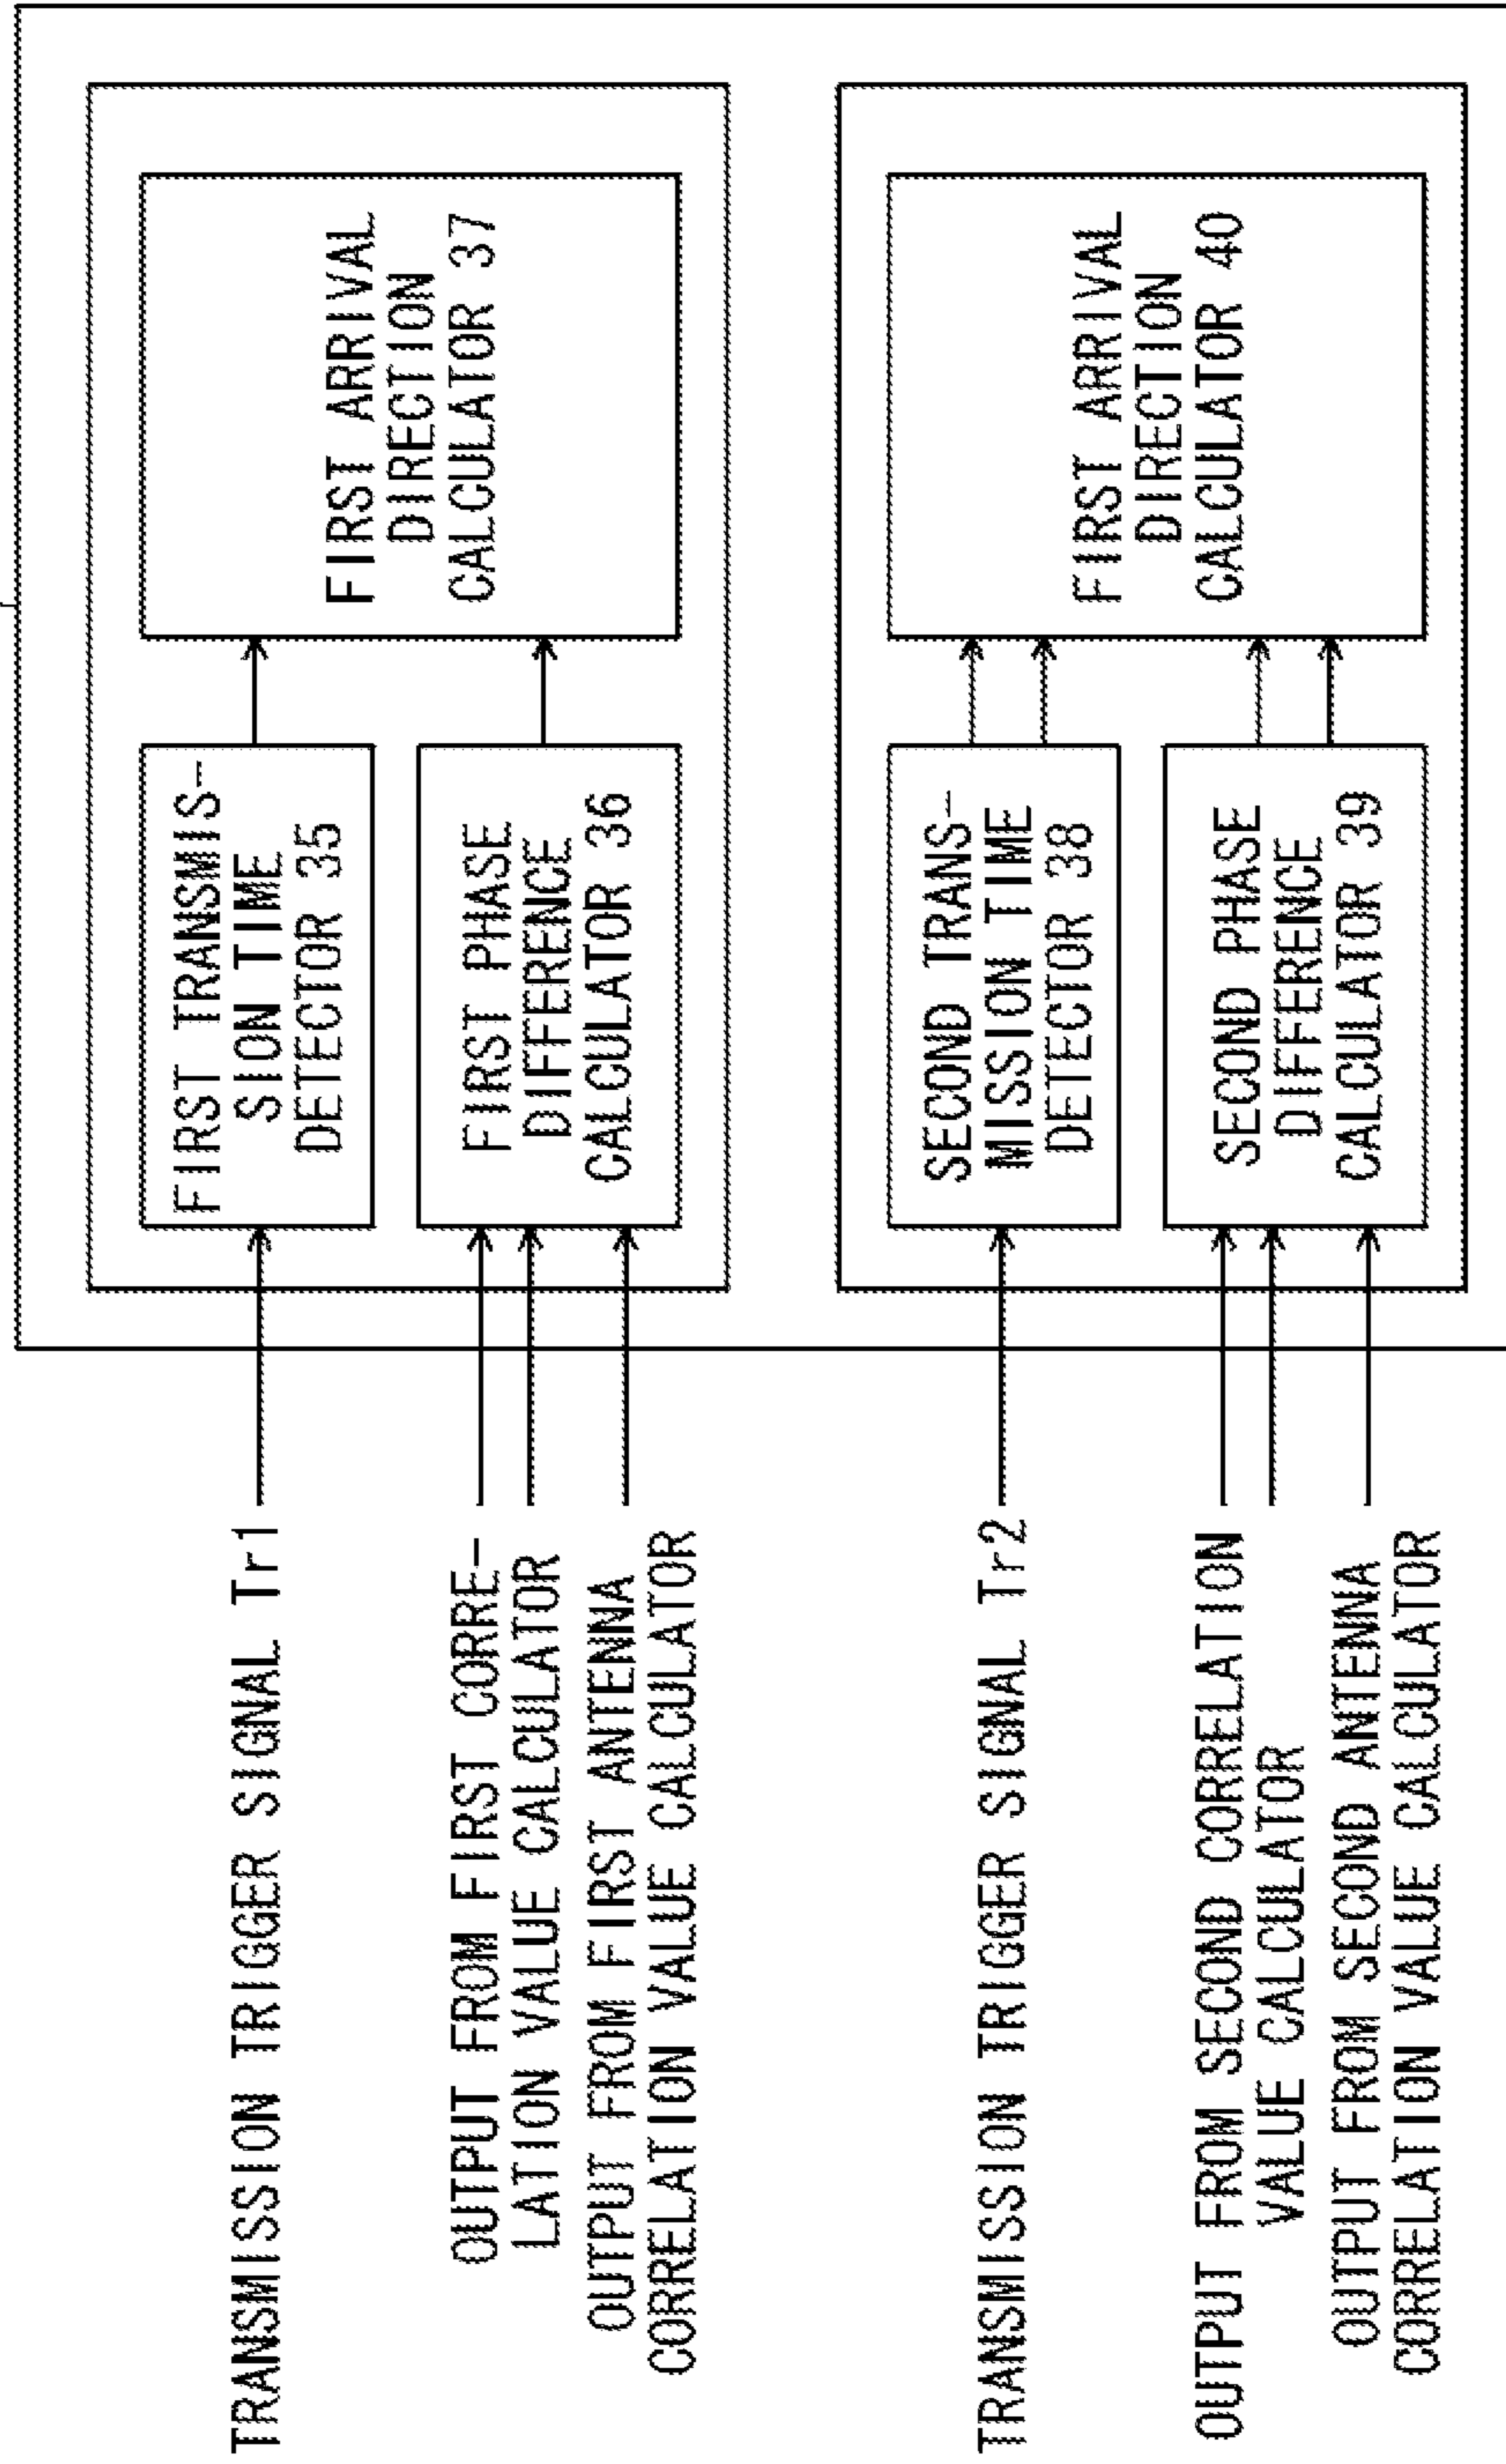 TRANSMISSION TRIGGER SIGNAL Tr1
OUTPUT FROM FIRST CORRE-
LATION VALUE CALCULATOR
OUTPUT FROM FIRST ANTENNA
CORRELATION VALUE CALCULATOR
FIRST TRANSMIS-
SION TIME
DETECTOR 35
FIRST PHASE
DIFFERENCE
CALCULATOR 36
FIRST ARRIVAL
DIRECTION
CALCULATOR 37
TRANSMISSION TRIGGER SIGNAL Tr2
OUTPUT FROM SECOND CORRELATION
VALUE CALCULATOR
OUTPUT FROM SECOND ANTENNA
CORRELATION VALUE CALCULATOR
SECOND TRANS-
MISSION TIME
DETECTOR 38
SECOND PHASE
DIFFERENCE
CALCULATOR 39
FIRST ARRIVAL
DIRECTION
CALCULATOR 40